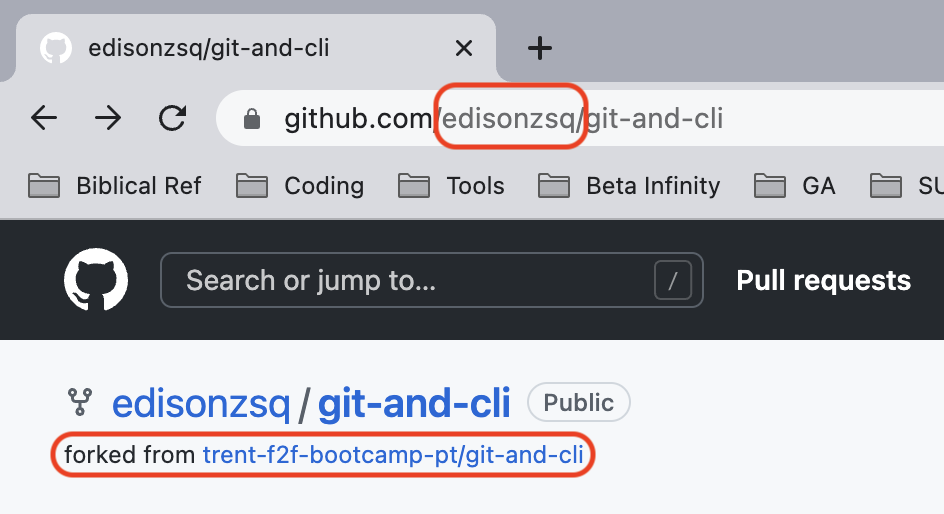 edisonzsq/git-and-cli
github.com/edisonzsq/git-and-cli
Biblical Ref Coding Tools Beta Infinity GA SU
Search or jump to... / Pull requests
edisonzsq / git-and-cli Public
forked from trent-f2f-bootcamp-pt/git-and-cli